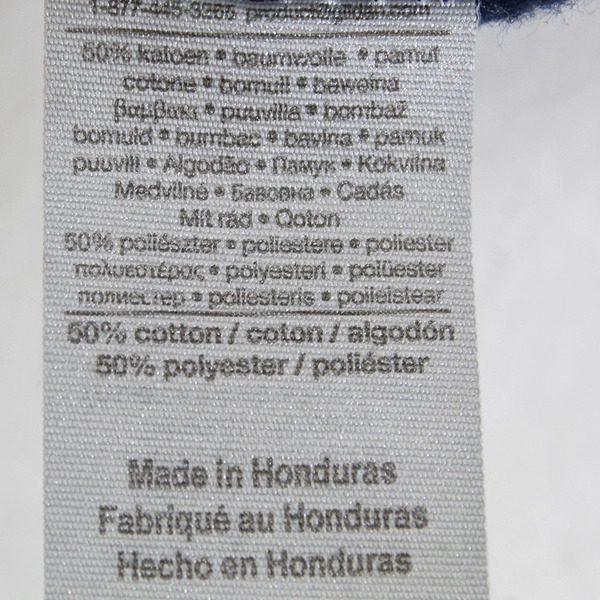 50% katoen • baumwolle • pamut
cotone • bomull • bawełna
βαμβάκι • puuvilla • bombaž
bomuld • bumbac • bavlna • pamuk
puuvill • Algodão • Памук • Kokvilna
Medvilnė • Бавовна • Cadás
Mit rád • Qoton
50% poliészter • poliestere • poliester
πολυεστέρας • polyesteri • polüester
полиестер • poliesteris • poileistear
50% cotton / coton / algodón
50% polyester / poliéster
Made in Honduras
Fabriqué au Honduras
Hecho en Honduras